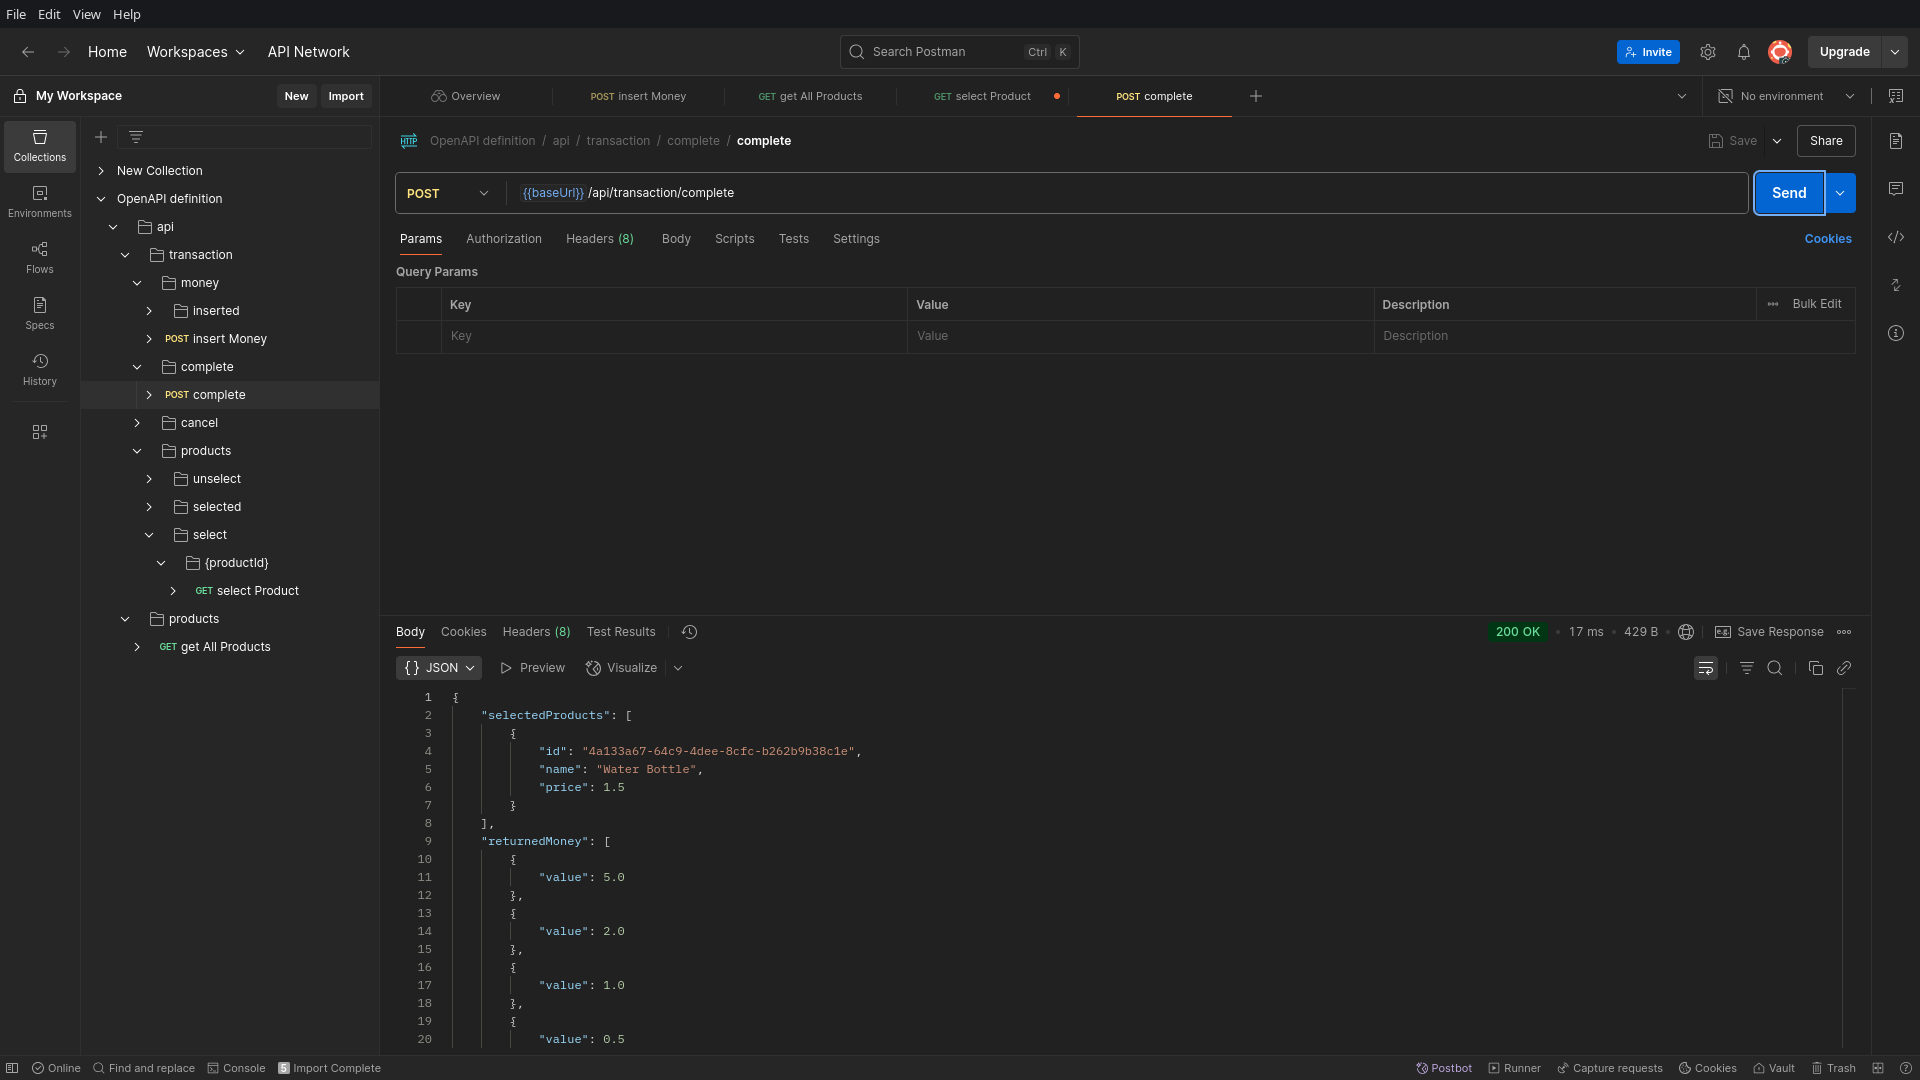 File Edit View Help
Home Workspaces API Network Search Postman Ctrl K Invite Upgrade
My Workspace New Import Overview POST insert Money GET get All Products GET select Product POST complete No environment
Collections
Environments
Flows
Specs
History
New Collection
OpenAPI definition
api
transaction
money
inserted
POST insert Money
complete
POST complete
cancel
products
unselect
selected
select
{productId}
GET select Product
products
GET get All Products
HTTP OpenAPI definition / api / transaction / complete / complete Save Share
POST {{baseUrl}} /api/transaction/complete Send
Params Authorization Headers (8) Body Scripts Tests Settings Cookies
Query Params
Key Value Description Bulk Edit
Key Value Description
Body Cookies Headers (8) Test Results 200 OK 17 ms 429 B e.g. Save Response
{} JSON Preview Visualize
1 {
2 "selectedProducts": [
3 {
4 "id": "4a133a67-64c9-4dee-8cfc-b262b9b38c1e",
5 "name": "Water Bottle",
6 "price": 1.5
7 }
8 ],
9 "returnedMoney": [
10 {
11 "value": 5.0
12 },
13 {
14 "value": 2.0
15 },
16 {
17 "value": 1.0
18 },
19 {
20 "value": 0.5
Online Find and replace Console 5 Import Complete Postbot Runner Capture requests Cookies Vault Trash